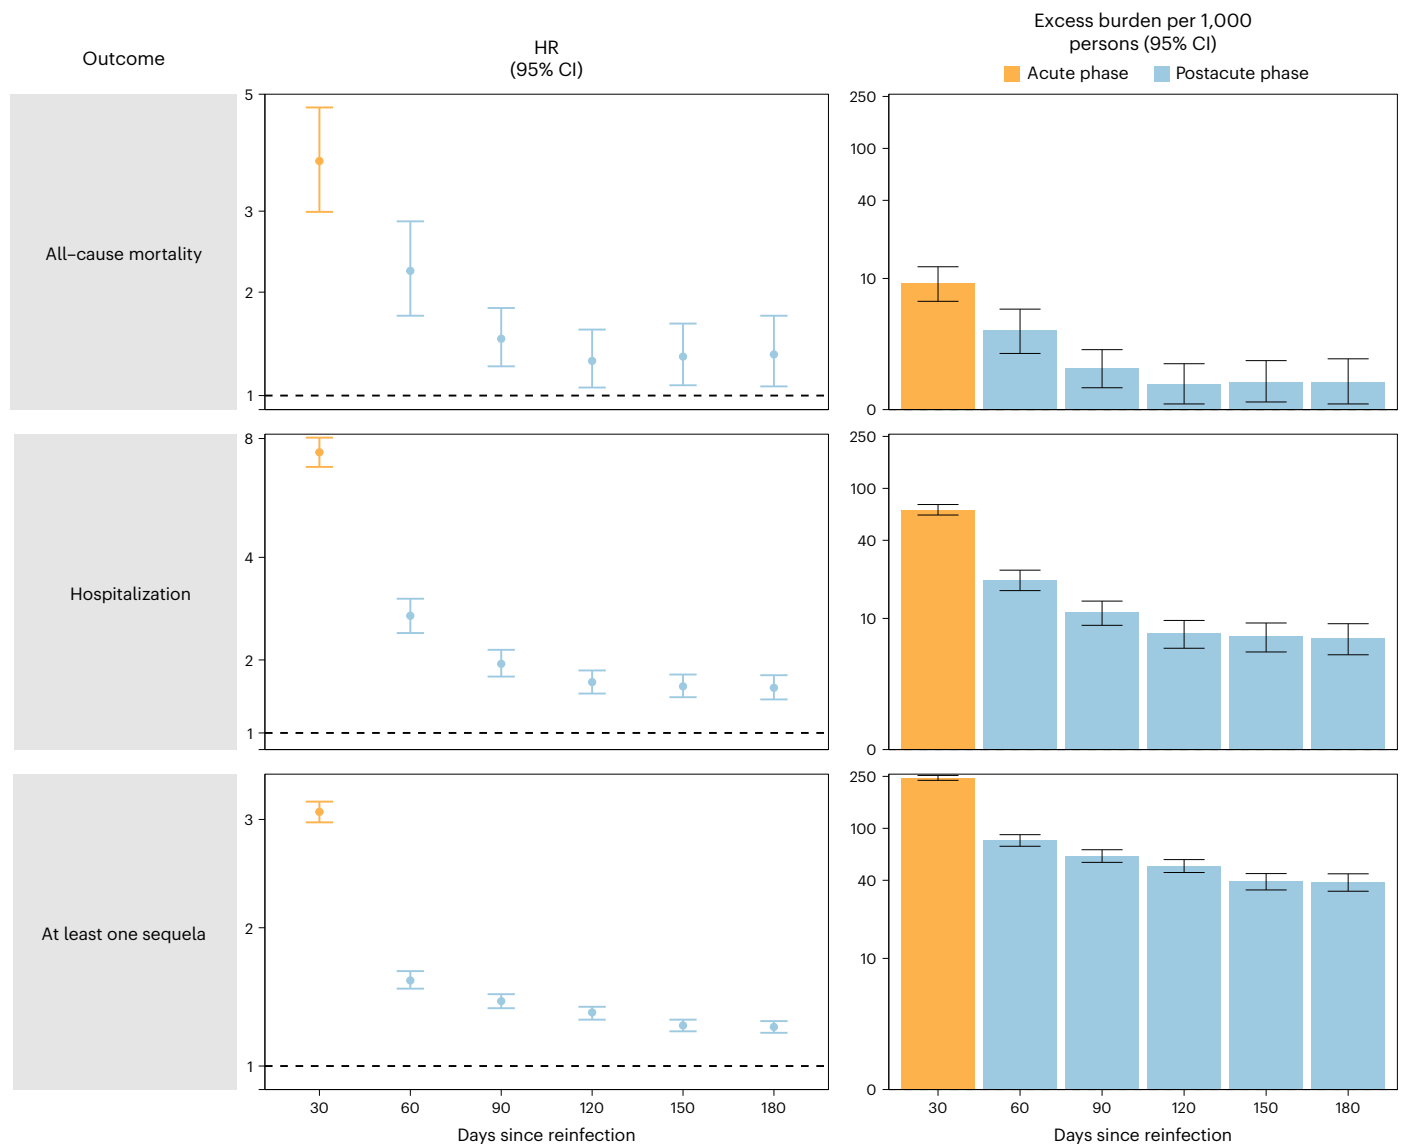 Outcome
HR
(95% CI)
Excess burden per 1,000
persons (95% CI)
Acute phase
Postacute phase
All–cause mortality
5
3
2
1
250
100
40
10
0
Hospitalization
8
4
2
1
250
100
40
10
0
At least one sequela
3
2
1
250
100
40
10
0
30 60 90 120 150 180
Days since reinfection
30 60 90 120 150 180
Days since reinfection